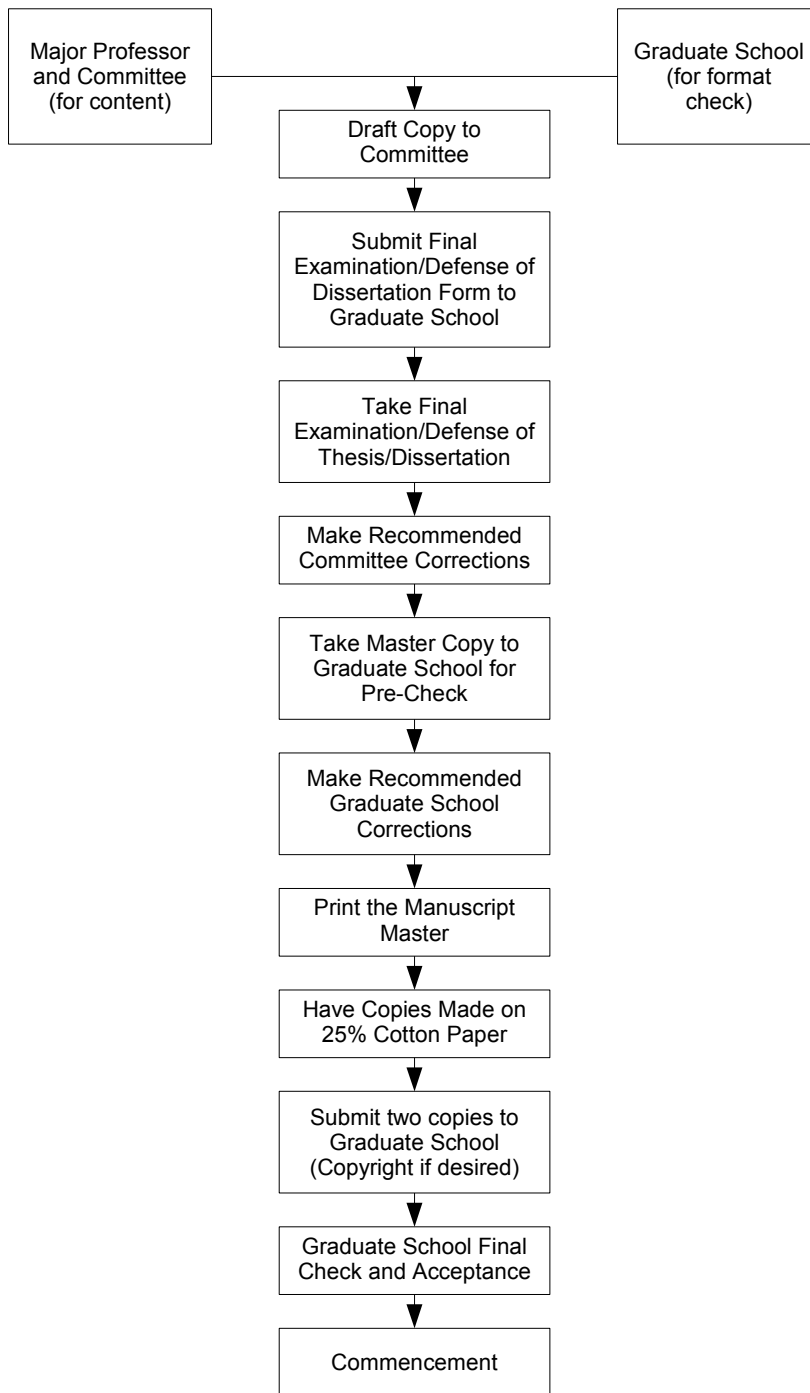 Major Professor
and Committee
(for content)
Graduate School
(for format
check)
Draft Copy to
Committee
Submit Final
Examination/Defense of
Dissertation Form to
Graduate School
Take Final
Examination/Defense of
Thesis/Dissertation
Make Recommended
Committee Corrections
Take Master Copy to
Graduate School for
Pre-Check
Make Recommended
Graduate School
Corrections
Print the Manuscript
Master
Have Copies Made on
25% Cotton Paper
Submit two copies to
Graduate School
(Copyright if desired)
Graduate School Final
Check and Acceptance
Commencement